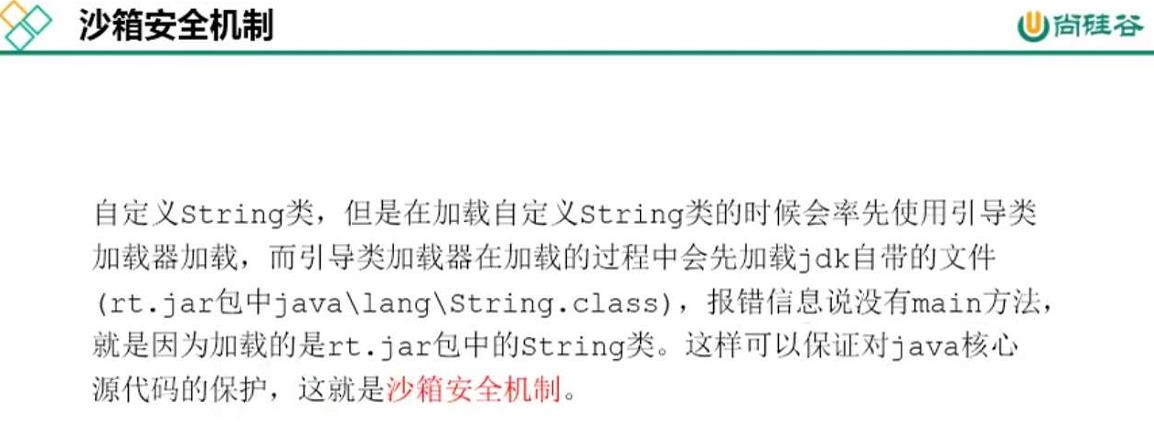 沙箱安全机制
尚硅谷
自定义String类，但是在加载自定义String类的时候会率先使用引导类
加载器加载，而引导类加载器在加载的过程中会先加载jdk自带的文件
(rt.jar包中java\lang\String.class)，报错信息说没有main方法，
就是因为加载的是rt.jar包中的String类。这样可以保证对java核心
源代码的保护，这就是沙箱安全机制。